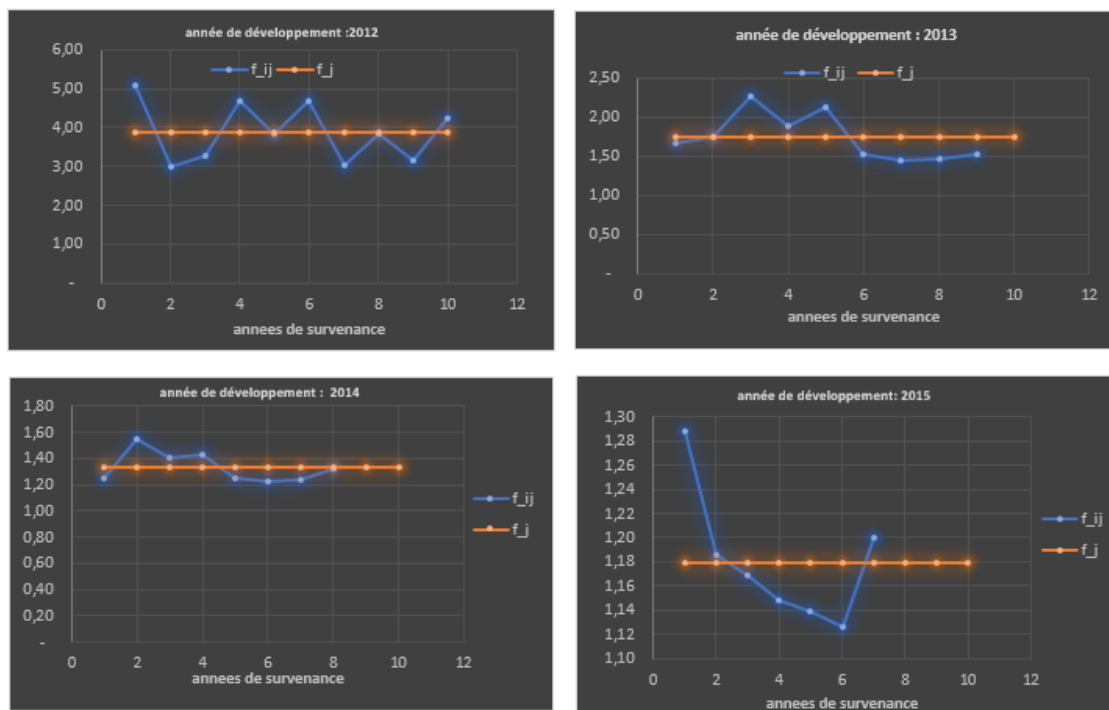 année de développement :2012
f_ij f_j
6,00
5,00
4,00
3,00
2,00
1,00
-
0 2 4 6 8 10 12
annees de survenance
année de développement : 2013
f_ij f_j
2,50
2,00
1,50
1,00
0,50
-
0 2 4 6 8 10 12
annees de survenance
année de développement : 2014
1,80
1,60
1,40
1,20
1,00
0,80
0,60
0,40
0,20
-
f_ij
f_j
0 2 4 6 8 10 12
annees de survenance
année de développement: 2015
1,30
1,28
1,26
1,24
1,22
1,20
1,18
1,16
1,14
1,12
1,10
f_ij
f_j
0 2 4 6 8 10 12
annees de survenance